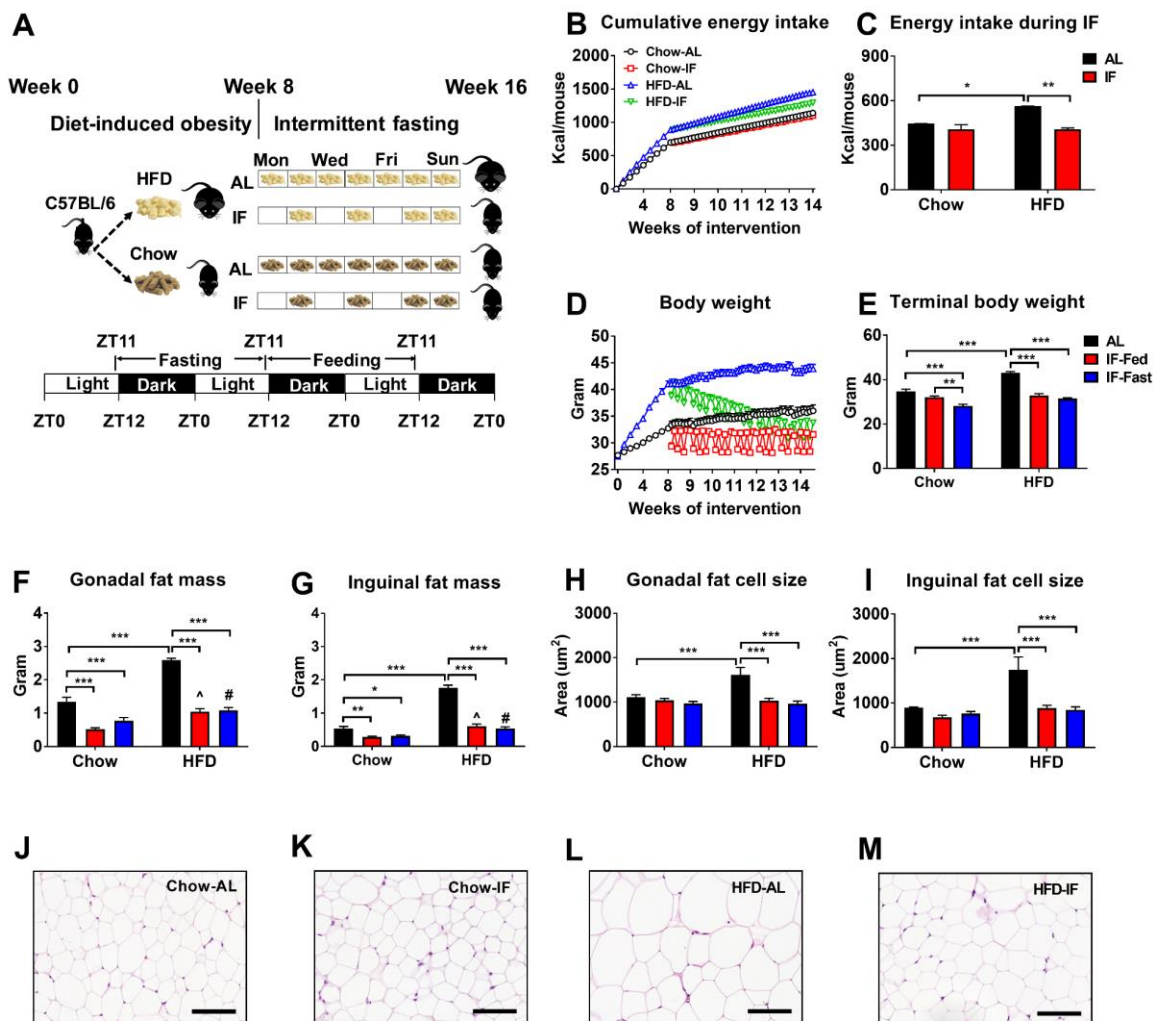 A
Week 0 Week 8 Week 16
Diet-induced obesity Intermittent fasting
Mon Wed Fri Sun
HFD
AL
C57BL/6
IF
Chow
AL
IF
ZT11 ZT11 ZT11
Fasting Feeding
Light Dark Light Dark Light Dark
ZT0 ZT12 ZT0 ZT12 ZT0 ZT12 ZT0
B Cumulative energy intake
Kcal/mouse
2000
1500
1000
500
0
Chow-AL
Chow-IF
HFD-AL
HFD-IF
0 4 8 9 10 11 12 13 14
Weeks of intervention
C Energy intake during IF
Kcal/mouse
900
600
300
0
* **
AL
IF
Chow HFD
D Body weight
Gram
50
45
40
35
30
25
0 4 8 9 10 11 12 13 14
Weeks of intervention
E Terminal body weight
Gram
60
40
20
0
*** ***
*** ***
**
AL
IF-Fed
IF-Fast
Chow HFD
F Gonadal fat mass
Gram
4
3
2
1
0
*** ***
*** ***
***
^ #
Chow HFD
G Inguinal fat mass
Gram
4
3
2
1
0
*** ***
* ***
**
^ #
Chow HFD
H Gonadal fat cell size
Area (um²)
3000
2000
1000
0
*** ***
***
Chow HFD
I Inguinal fat cell size
Area (um²)
3000
2000
1000
0
*** ***
***
Chow HFD
J Chow-AL
K Chow-IF
L HFD-AL
M HFD-IF